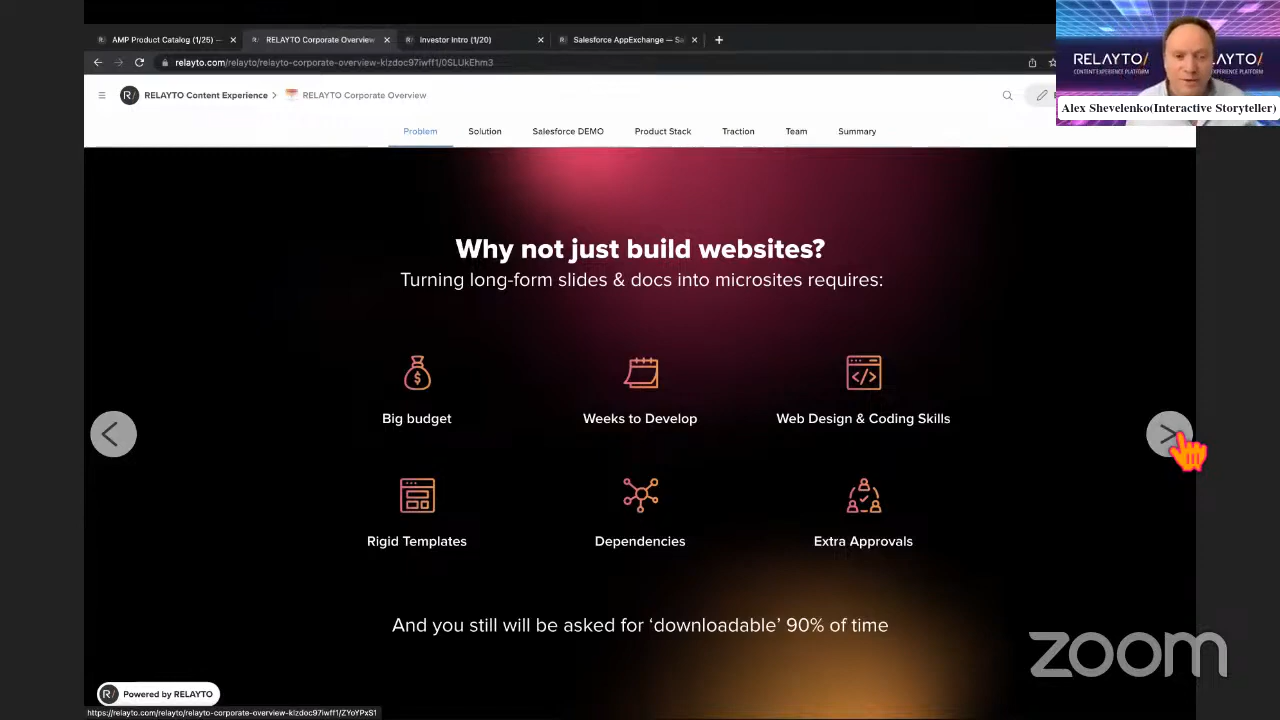 AMP Product Catalog (1/25) —
RELAYTO Corporate Ove
Investor Intro (1/20)
Salesforce AppExchange — Sa
relayto.com/relayto/relayto-corporate-overview-klzdoc97iwff1/0SLUkEhm3
R/ RELAYTO Content Experience > RELAYTO Corporate Overview
Problem Solution Salesforce DEMO Product Stack Traction Team Summary
RELAYTO/
CONTENT EXPERIENCE PLATFORM
LAYTO/
EXPERIENCE PLATFORM
Alex Shevelenko(Interactive Storyteller)
Why not just build websites?
Turning long-form slides & docs into microsites requires:
Big budget
Weeks to Develop
Web Design & Coding Skills
Rigid Templates
Dependencies
Extra Approvals
And you still will be asked for ‘downloadable’ 90% of time
zoom
R/ Powered by RELAYTO
https://relayto.com/relayto/relayto-corporate-overview-klzdoc97iwff1/ZYoYPxS1